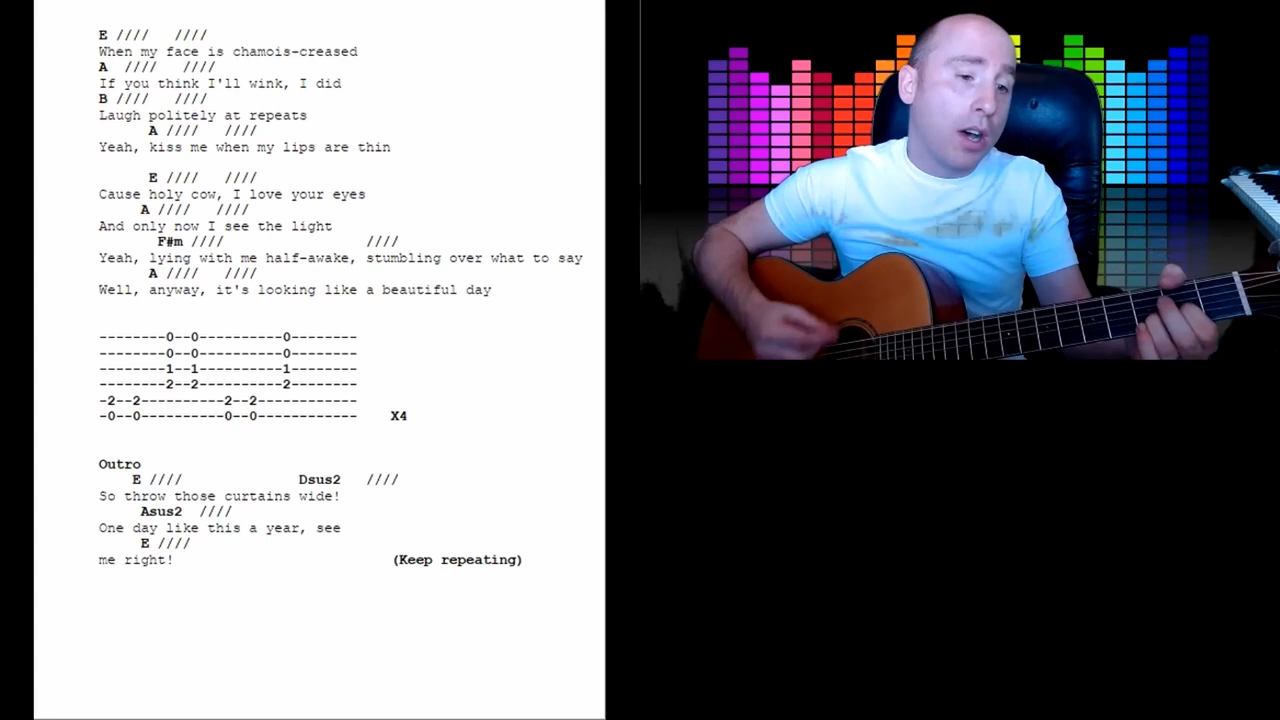 E ////   ////
When my face is chamois-creased
A  ////   ////
If you think I'll wink, I did
B ////   ////
Laugh politely at repeats
A ////   ////
Yeah, kiss me when my lips are thin
E ////   ////
Cause holy cow, I love your eyes
A ////   ////
And only now I see the light
F#m ////                 ////
Yeah, lying with me half-awake, stumbling over what to say
A ////   ////
Well, anyway, it's looking like a beautiful day
--------0--0----------0--------
--------0--0----------0--------
--------1--1----------1--------
--------2--2----------2--------
-2--2----------2--2------------
-0--0----------0--0------------    X4
Outro
E ////              Dsus2   ////
So throw those curtains wide!
Asus2  ////
One day like this a year, see
E ////
me right!                          (Keep repeating)